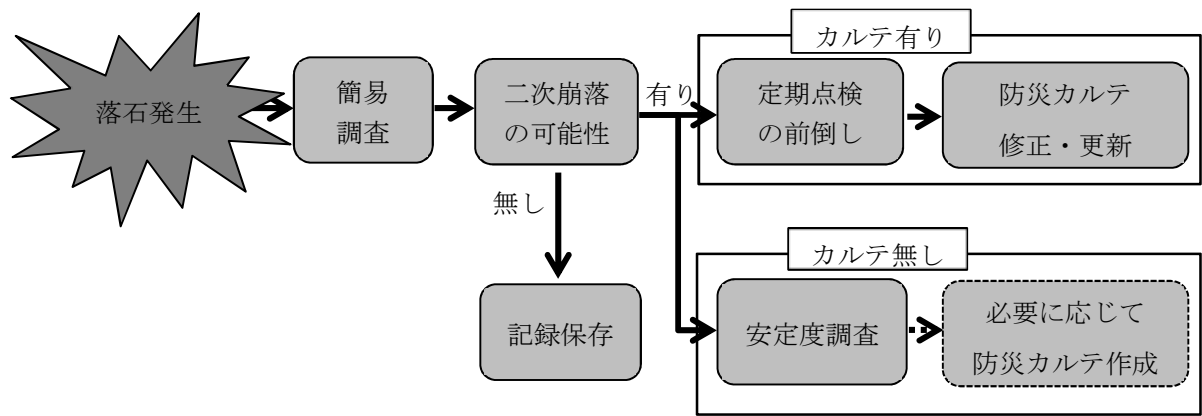 落石発生
簡易
調査
二次崩落
の可能性
有り
無し
記録保存
カルテ有り
定期点検
の前倒し
防災カルテ
修正・更新
カルテ無し
安定度調査
必要に応じて
防災カルテ作成